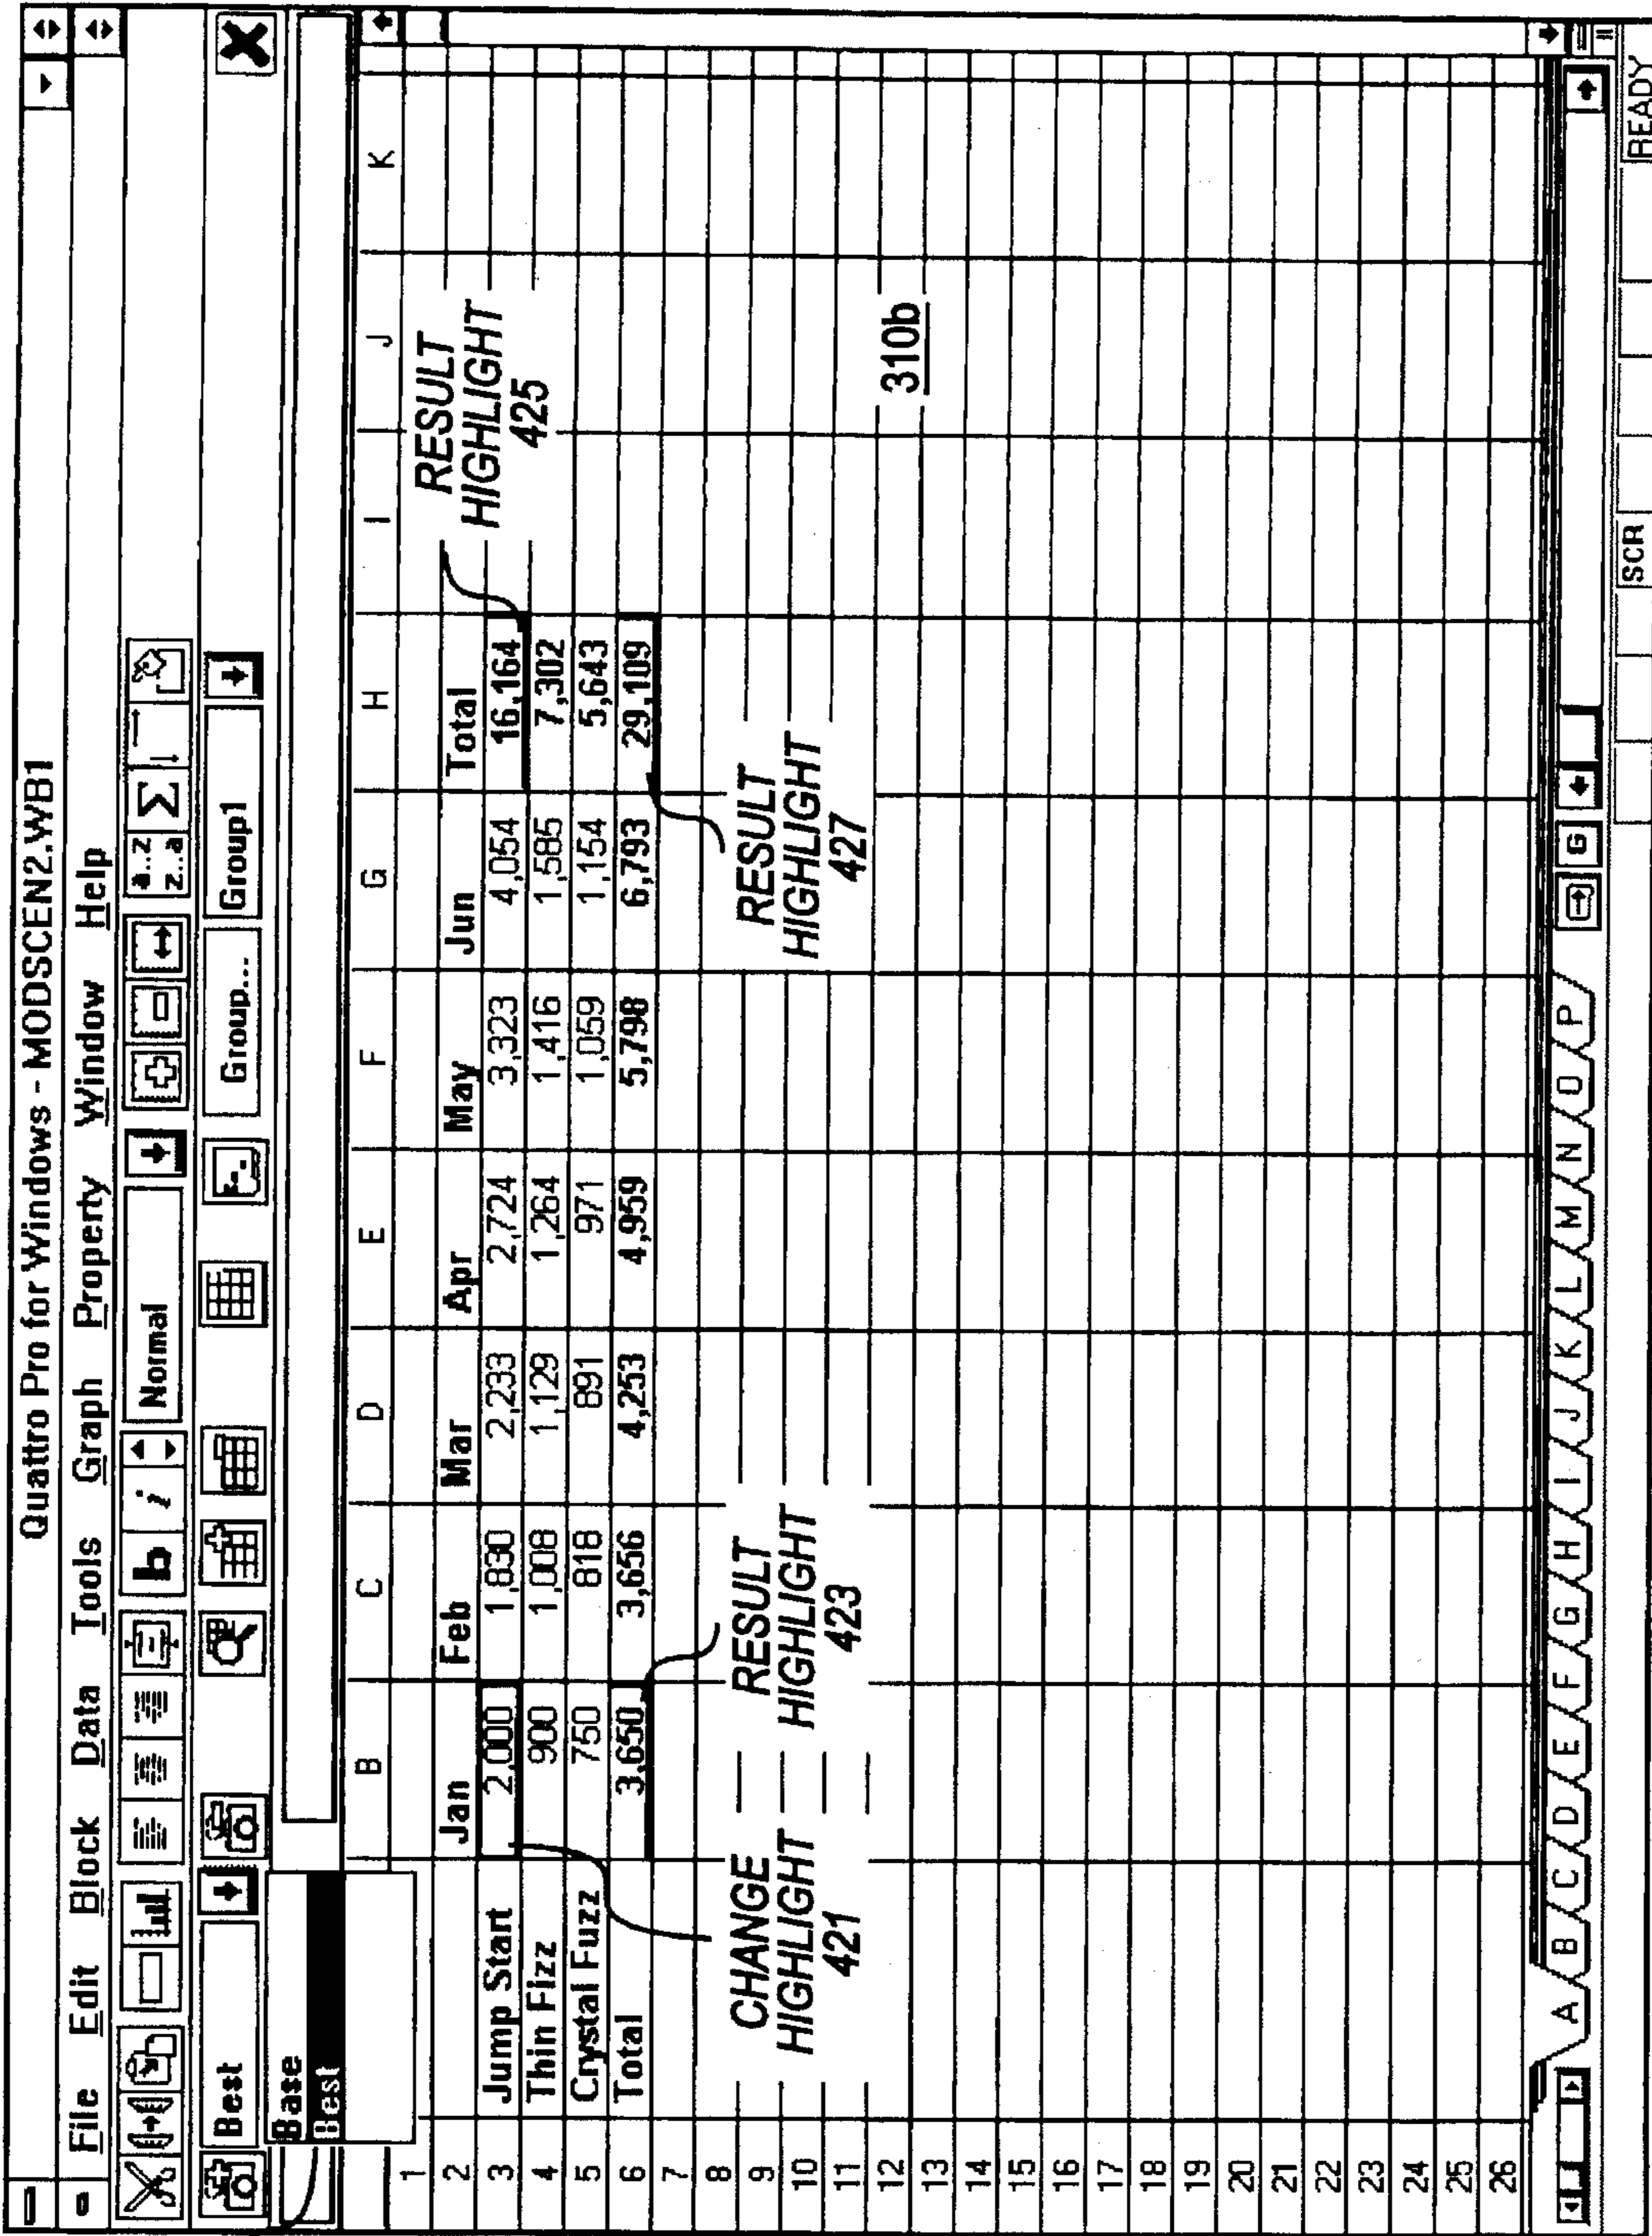 Quattro Pro for Windows - MODSCEN2.WB1
File Edit Block Data Tools Graph Property Window Help
b i Normal a..z z..a Σ
Best Group... Group1
Base
Best
B C D E F G H I J K
1
2 Jan Feb Mar Apr May Jun Total
3 Jump Start 2,000 1,830 2,233 2,724 3,323 4,054 16,164
4 Thin Fizz 900 1,008 1,129 1,264 1,416 1,585 7,302
5 Crystal Fuzz 750 818 891 971 1,059 1,154 5,643
6 Total 3,650 3,656 4,253 4,959 5,798 6,793 29,109
7
8
9
10
11
12
13
14
15
16
17
18
19
20
21
22
23
24
25
26
RESULT
HIGHLIGHT
425
CHANGE
HIGHLIGHT
421
RESULT
HIGHLIGHT
423
RESULT
HIGHLIGHT
427
310b
A B C D E F G H I J K L M N O P G
SCR READY